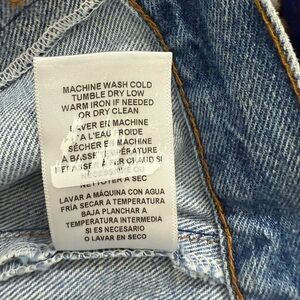 MACHINE WASH COLD
TUMBLE DRY LOW
WARM IRON IF NEEDED
OR DRY CLEAN
LAVER EN MACHINE
A L'EAU FROIDE
SÉCHER EN MACHINE
A BASSE TEMPÉRATURE
FER CHAUD SI
NETTOYER A SEC
LAVAR A MÁQUINA CON AGUA
FRÍA SECAR A TEMPERATURA
BAJA PLANCHAR A
TEMPERATURA INTERMEDIA
SI ES NECESARIO
O LAVAR EN SECO